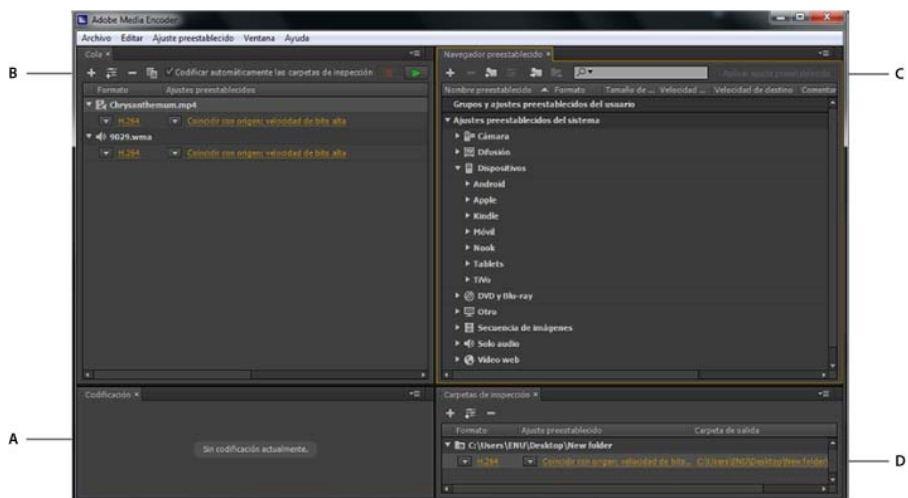 Adobe Media Encoder
Archivo Editar Ajuste preestablecido Ventana Ayuda
B
Cola
Codificar automáticamente las carpetas de inspección
Formato Ajustes preestablecidos
Chrysanthemum.mp4
H.264 Coincidir con origen: velocidad de bits alta
9029.wma
H.264 Coincidir con origen: velocidad de bits alta
C
Navegador preestablecido
Aplicar ajuste preestablecido
Nombre preestablecido Formato Tamaño de ... Velocidad ... Velocidad de destino Comentar
Grupos y ajustes preestablecidos del usuario
Ajustes preestablecidos del sistema
Cámara
Difusión
Dispositivos
Android
Apple
Kindle
Móvil
Nook
Tablets
TiVo
DVD y Blu-ray
Otro
Secuencia de imágenes
Solo audio
Vídeo web
A
Codificación
Sin codificación actualmente.
D
Carpetas de inspección
Formato Ajuste preestablecido Carpeta de salida
C:\Users\ENU\Desktop\New folder
H.264 Coincidir con origen: velocidad de bits... C:\Users\ENU\Desktop\New folder\